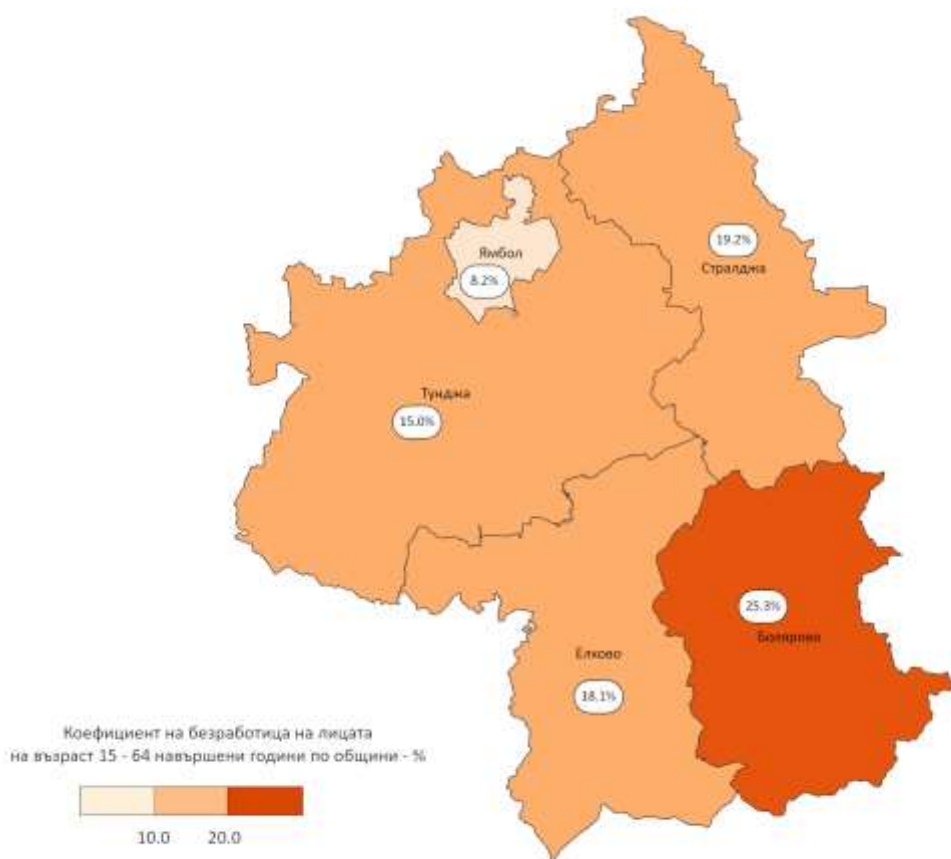 19.2%
Стралджа
Ямбол
8.2%
Тунджа
15.0%
25.3%
Болярово
Елхово
18.1%
Коефициент на безработица на лицата
на възраст 15 - 64 навършени години по общини - %
10.0 20.0